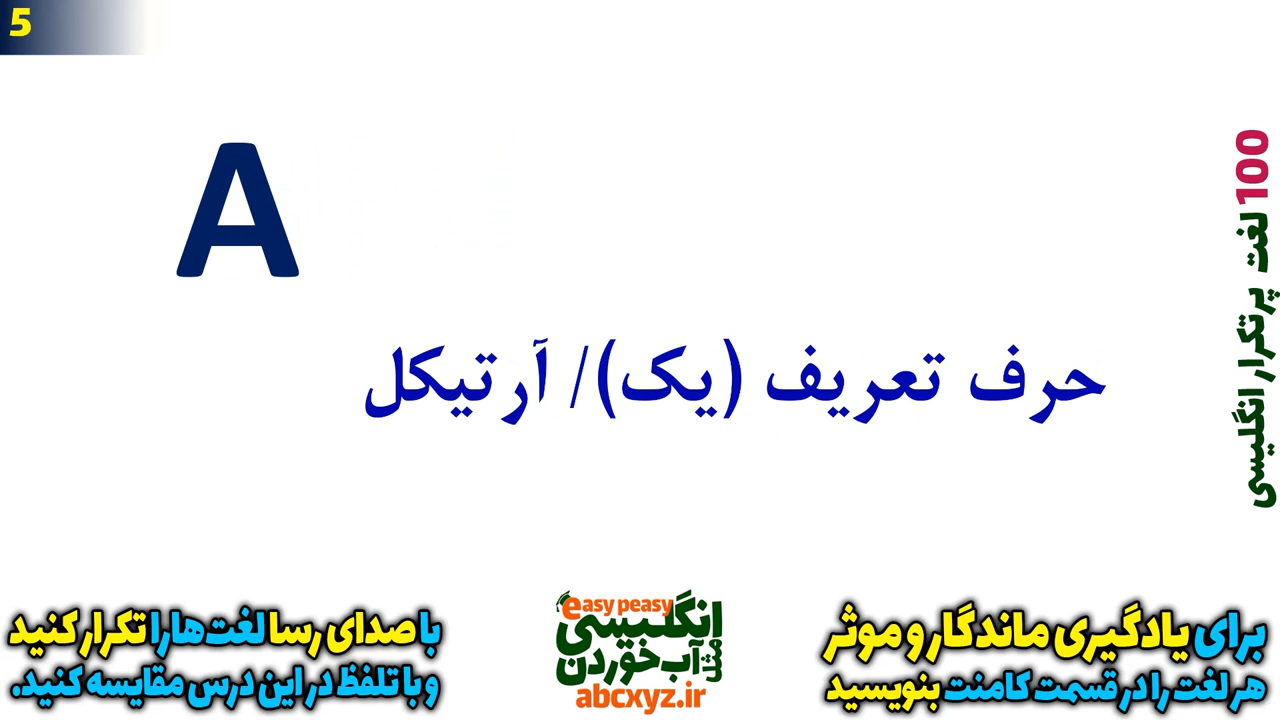 5
A
حرف تعریف (یک)/ آرتیکل
100 لغت پرتکرار انگلیسی
با صدای رسا لغت‌ها را تکرار کنید
و با تلفظ در این درس مقایسه کنید.
easy peasy
انگلیسی
مثل آب خوردن
abcxyz.ir
برای یادگیری ماندگار و موثر
هر لغت را در قسمت کامنت بنویسید